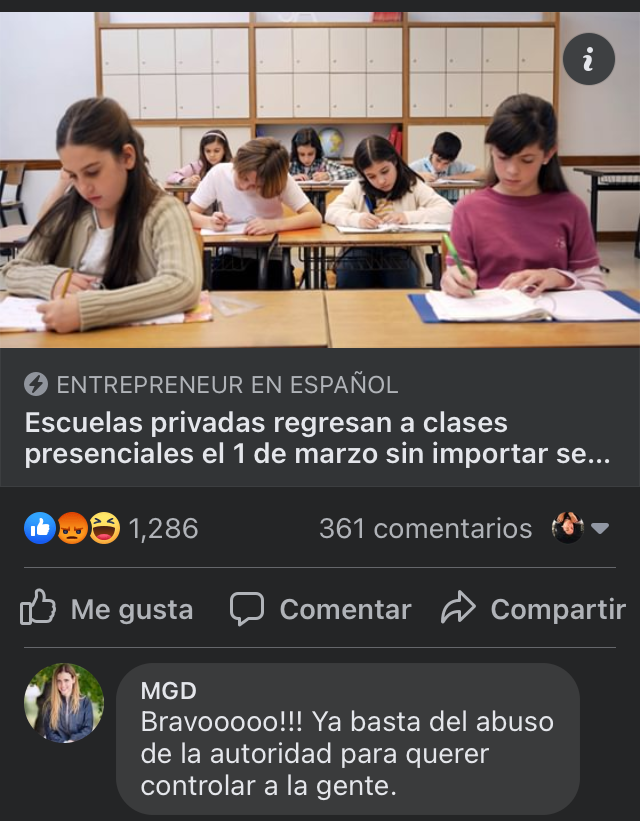 ENTREPRENEUR EN ESPAÑOL
Escuelas privadas regresan a clases
presenciales el 1 de marzo sin importar se...
1,286
361 comentarios
Me gusta
Comentar
Compartir
MGD
Bravooooo!!! Ya basta del abuso
de la autoridad para querer
controlar a la gente.